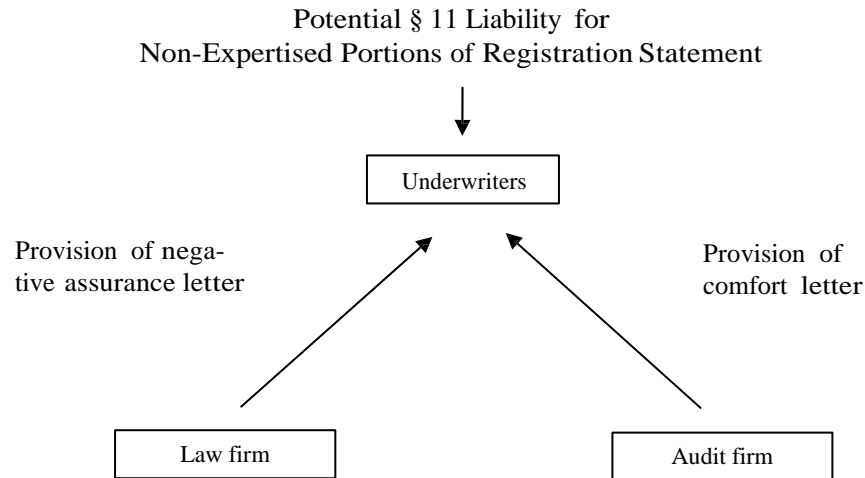 Potential § 11 Liability for
Non-Expertised Portions of Registration Statement
Underwriters
Provision of nega-
tive assurance letter
Provision of
comfort letter
Law firm
Audit firm